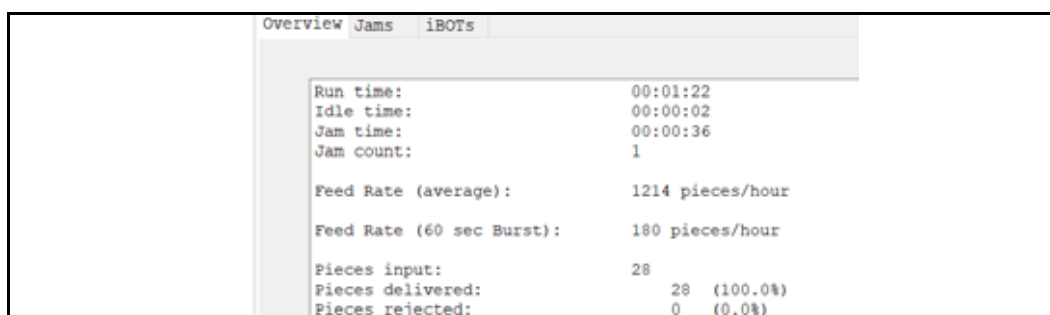 Overview Jams iBOTs
Run time: 00:01:22
Idle time: 00:00:02
Jam time: 00:00:36
Jam count: 1
Feed Rate (average): 1214 pieces/hour
Feed Rate (60 sec Burst): 180 pieces/hour
Pieces input: 28
Pieces delivered: 28 (100.0%)
Pieces rejected: 0 (0.0%)